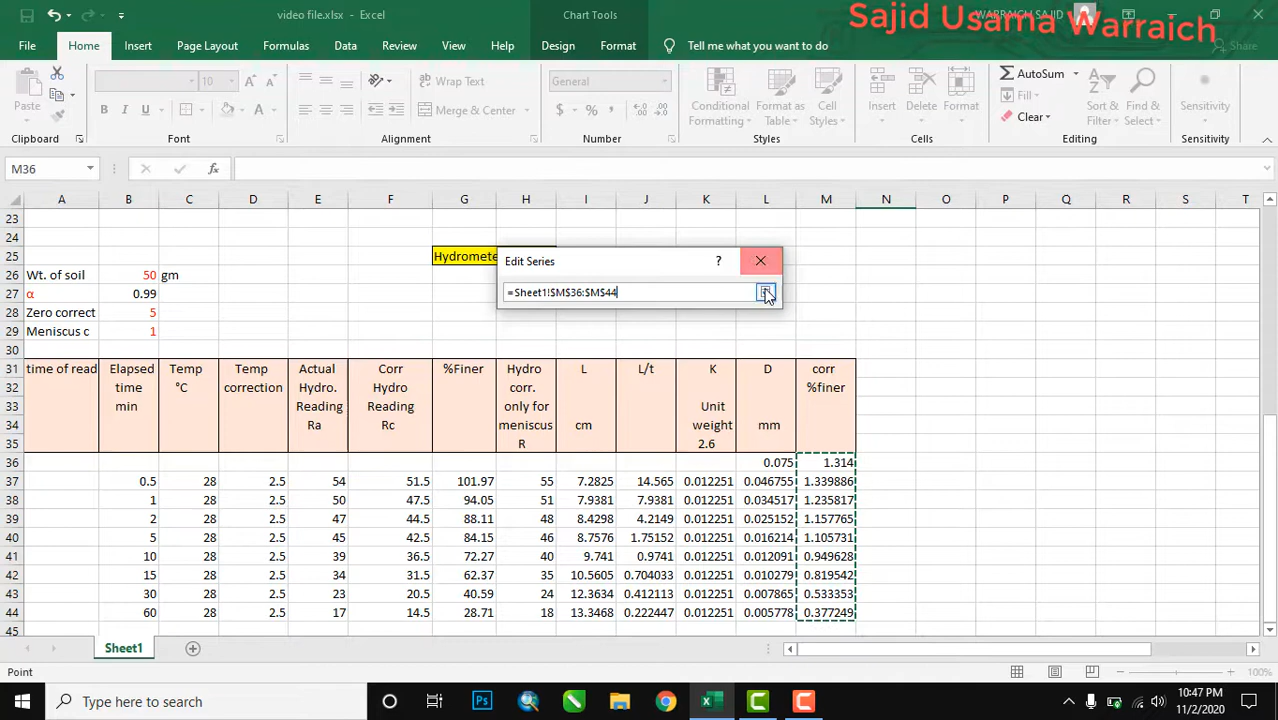 video file.xlsx - Excel
Chart Tools
WARRAICH SAJID
Sajid Usama Warraich
File Home Insert Page Layout Formulas Data Review View Help Design Format Tell me what you want to do Share
Paste
10
B I U
Wrap Text
Merge & Center
General
$ % ,
Conditional Formatting
Format as Table
Cell Styles
Insert Delete Format
AutoSum
Fill
Clear
Sort & Filter
Find & Select
Sensitivity
Clipboard Font Alignment Number Styles Cells Editing Sensitivity
M36 fx
A B C D E F G H I J K L M N O P Q R S T
23
24
25 Hydromete
Edit Series ? ×
=Sheet1!$M$36:$M$44
26 Wt. of soil 50 gm
27 α 0.99
28 Zero correct 5
29 Meniscus c 1
30
31 time of read Elapsed Temp Temp Actual Corr %Finer Hydro L L/t K D corr
32 time °C correction Hydro. Hydro corr. %finer
33 min Reading Reading only for Unit
34 Ra Rc meniscus cm weight mm
35 R 2.6
36 0.075 1.314
37 0.5 28 2.5 54 51.5 101.97 55 7.2825 14.565 0.012251 0.046755 1.339886
38 1 28 2.5 50 47.5 94.05 51 7.9381 7.9381 0.012251 0.034517 1.235817
39 2 28 2.5 47 44.5 88.11 48 8.4298 4.2149 0.012251 0.025152 1.157765
40 5 28 2.5 45 42.5 84.15 46 8.7576 1.75152 0.012251 0.016214 1.105731
41 10 28 2.5 39 36.5 72.27 40 9.741 0.9741 0.012251 0.012091 0.949628
42 15 28 2.5 34 31.5 62.37 35 10.5605 0.704033 0.012251 0.010279 0.819542
43 30 28 2.5 23 20.5 40.59 24 12.3634 0.412113 0.012251 0.007865 0.533353
44 60 28 2.5 17 14.5 28.71 18 13.3468 0.222447 0.012251 0.005778 0.377249
45
Sheet1
Point
100%
Type here to search
Ps
10:47 PM
11/2/2020